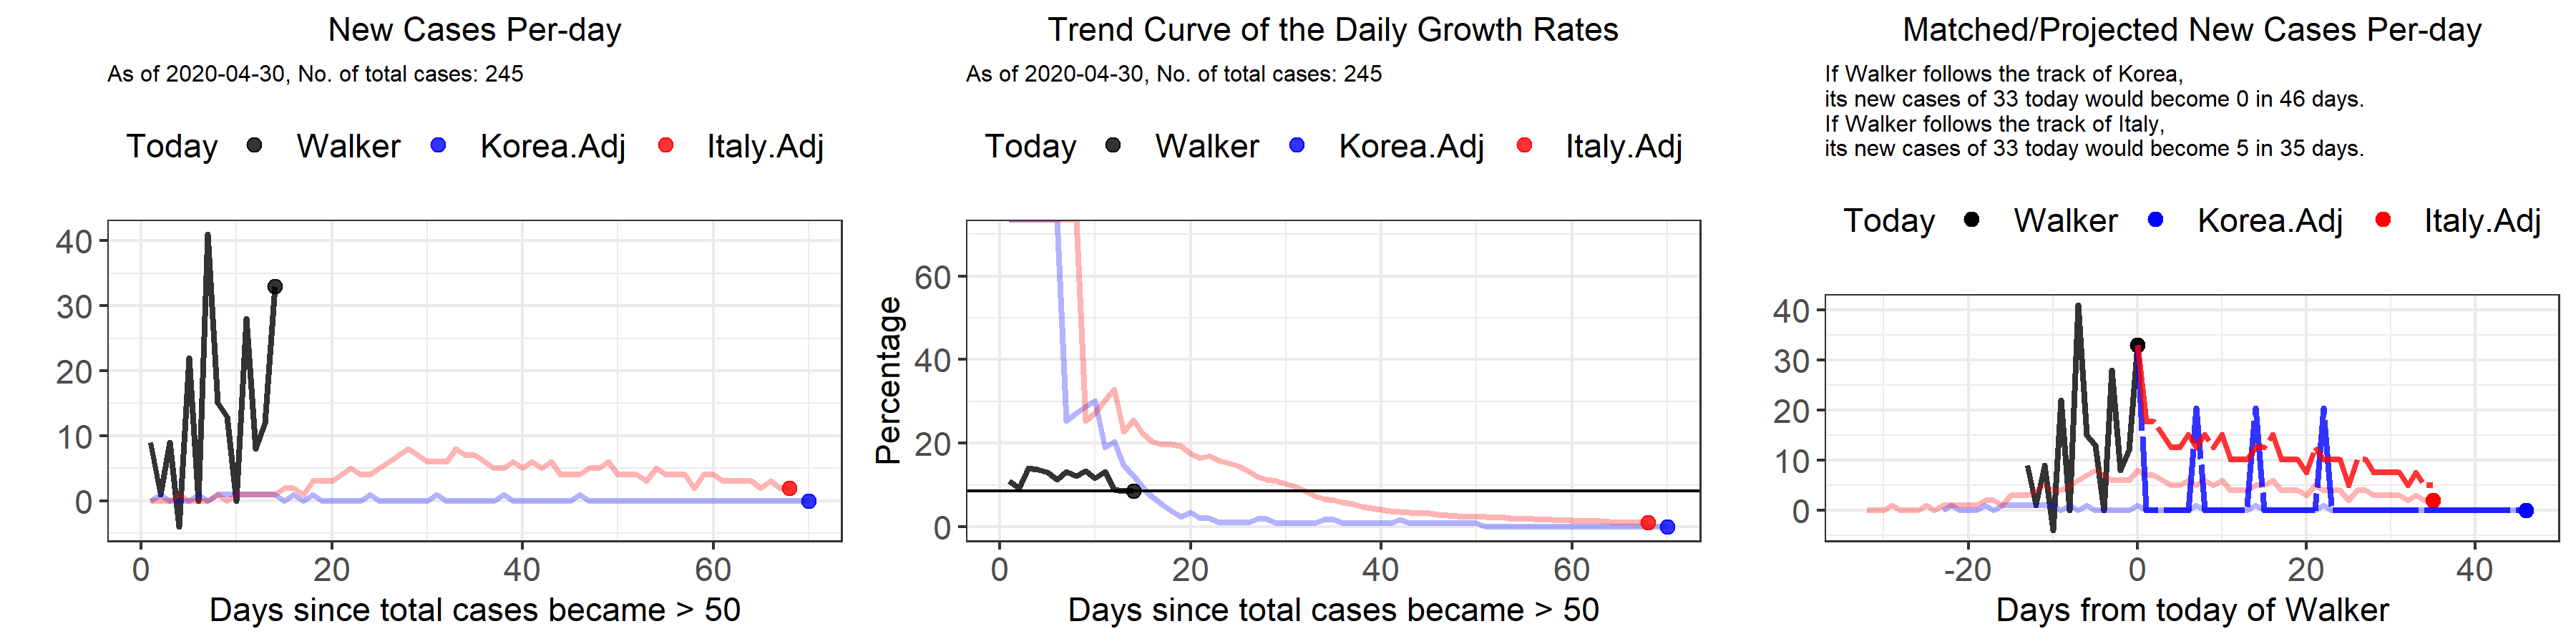 New Cases Per-day
As of 2020-04-30, No. of total cases: 245
Today Walker Korea.Adj Italy.Adj
40
30
20
10
0
0 20 40 60
Days since total cases became > 50
Trend Curve of the Daily Growth Rates
As of 2020-04-30, No. of total cases: 245
Today Walker Korea.Adj Italy.Adj
Percentage
60
40
20
0
0 20 40 60
Days since total cases became > 50
Matched/Projected New Cases Per-day
If Walker follows the track of Korea,
its new cases of 33 today would become 0 in 46 days.
If Walker follows the track of Italy,
its new cases of 33 today would become 5 in 35 days.
Today Walker Korea.Adj Italy.Adj
40
30
20
10
0
-20 0 20 40
Days from today of Walker